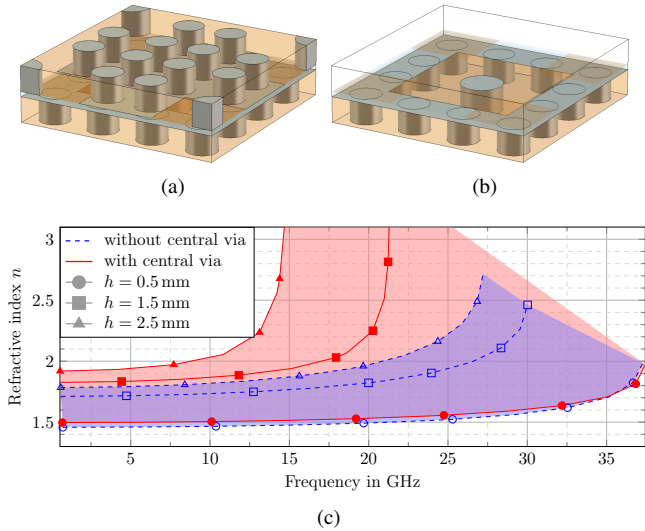 (a)
(b)
3
2.5
2
1.5
Refractive index n
without central via
with central via
h = 0.5 mm
h = 1.5 mm
h = 2.5 mm
5 10 15 20 25 30 35
Frequency in GHz
(c)